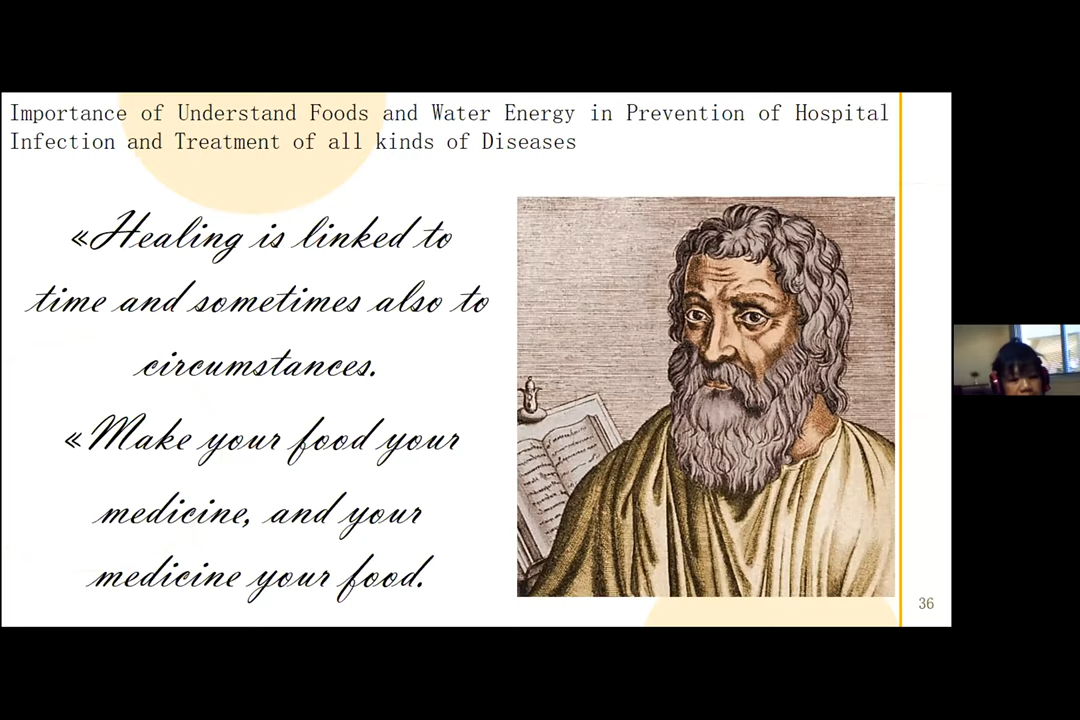 Importance of Understand Foods and Water Energy in Prevention of Hospital
Infection and Treatment of all kinds of Diseases
«Healing is linked to
time and sometimes also to
circumstances.
«Make your food your
medicine, and your
medicine your food.
36